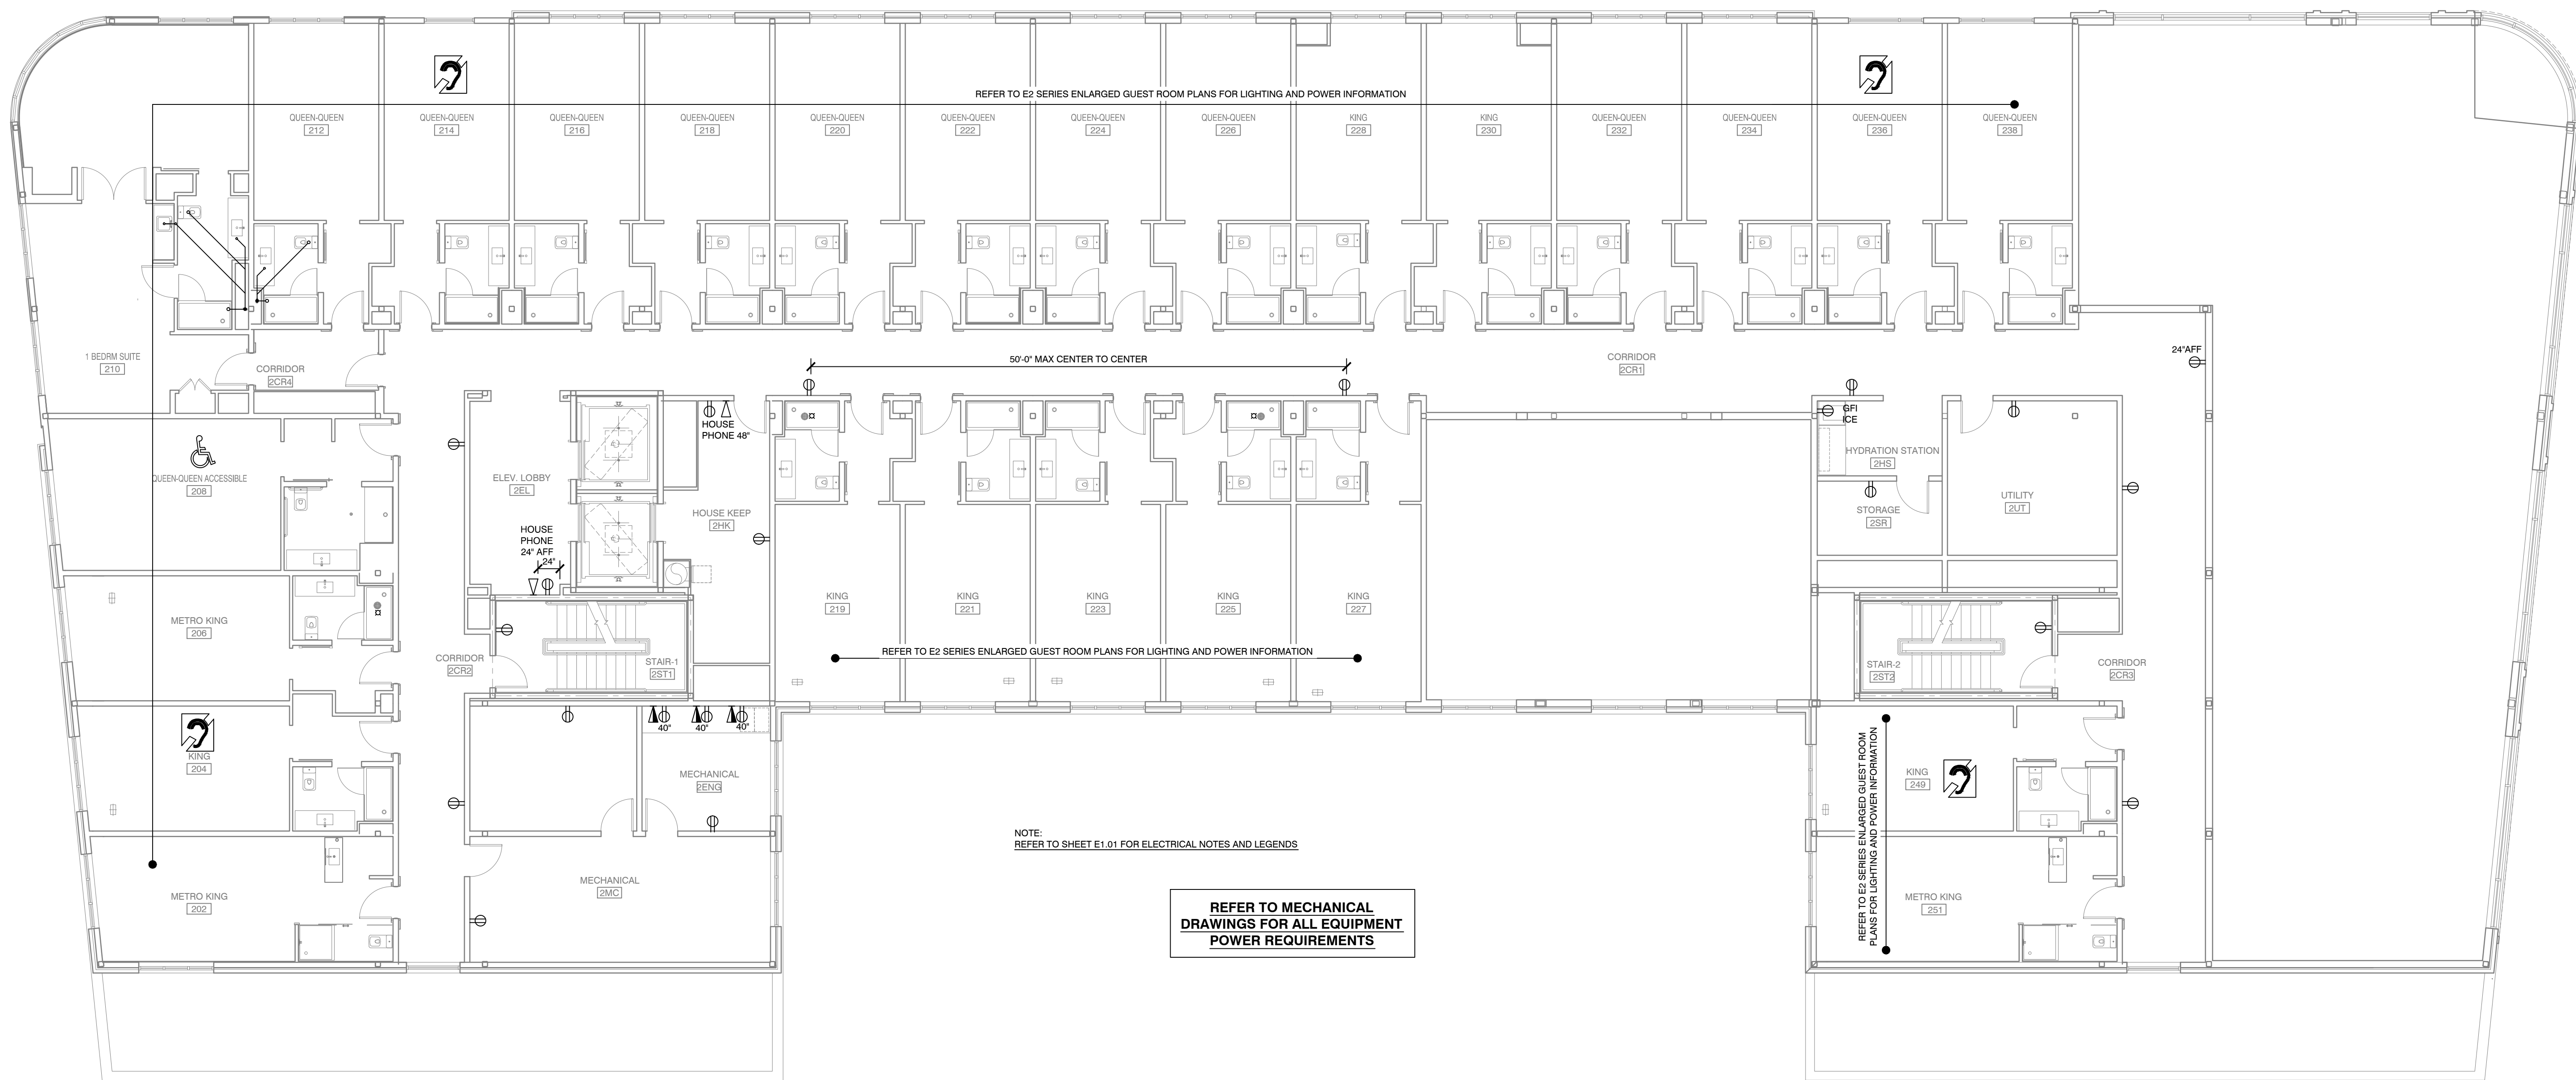 REFER TO E2 SERIES ENLARGED GUEST ROOM PLANS FOR LIGHTING AND POWER INFORMATION
QUEEN-QUEEN
212
QUEEN-QUEEN
214
QUEEN-QUEEN
216
QUEEN-QUEEN
218
QUEEN-QUEEN
220
QUEEN-QUEEN
222
QUEEN-QUEEN
224
QUEEN-QUEEN
226
KING
228
KING
230
QUEEN-QUEEN
232
QUEEN-QUEEN
234
QUEEN-QUEEN
236
QUEEN-QUEEN
238
1 BEDRM SUITE
210
CORRIDOR
2CR4
50'-0" MAX CENTER TO CENTER
CORRIDOR
2CR1
24"AFF
HOUSE
PHONE 48"
GFI
ICE
HYDRATION STATION
2HS
QUEEN-QUEEN ACCESSIBLE
208
ELEV. LOBBY
2EL
HOUSE KEEP
2HK
STORAGE
2SR
UTILITY
2UT
HOUSE
PHONE
24" AFF
24"
METRO KING
206
KING
219
KING
221
KING
223
KING
225
KING
227
REFER TO E2 SERIES ENLARGED GUEST ROOM PLANS FOR LIGHTING AND POWER INFORMATION
CORRIDOR
2CR2
STAIR-1
2ST1
STAIR-2
2ST2
CORRIDOR
2CR3
40"
40"
40"
KING
204
MECHANICAL
2ENG
REFER TO E2 SERIES ENLARGED GUEST ROOM
PLANS FOR LIGHTING AND POWER INFORMATION
KING
249
NOTE:
REFER TO SHEET E1.01 FOR ELECTRICAL NOTES AND LEGENDS
METRO KING
202
MECHANICAL
2MC
REFER TO MECHANICAL
DRAWINGS FOR ALL EQUIPMENT
POWER REQUIREMENTS
METRO KING
251